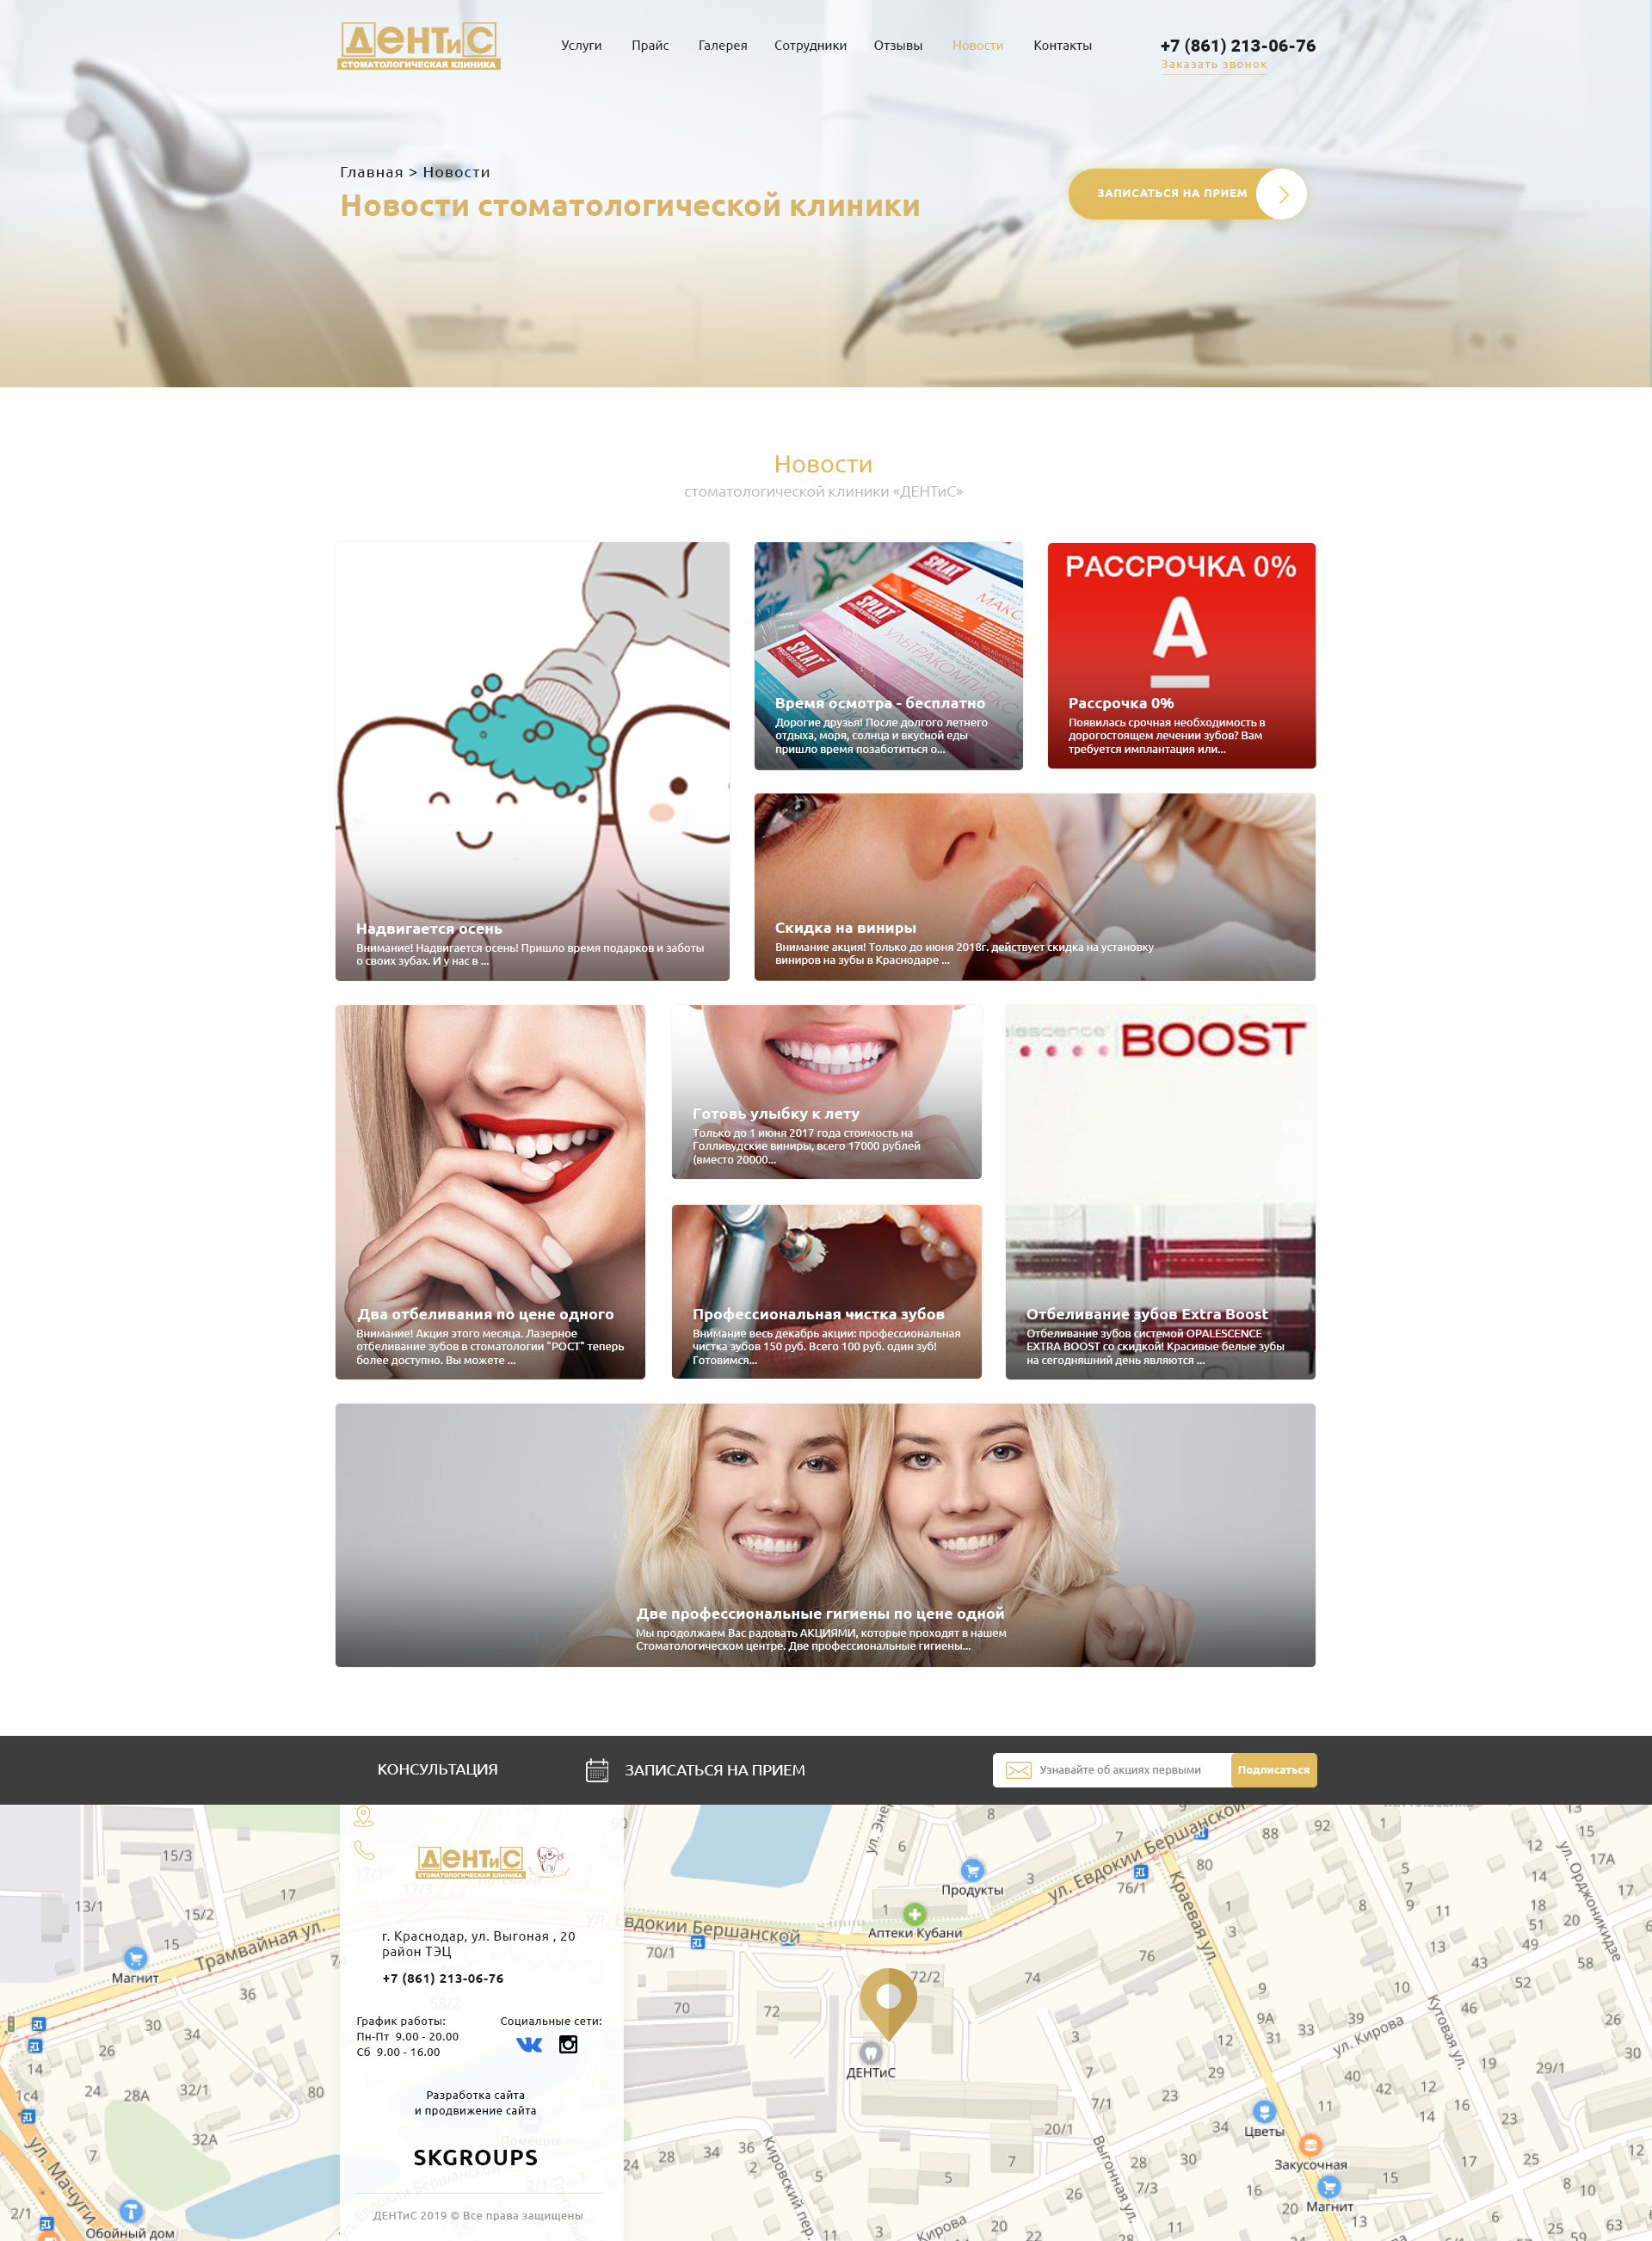 ДЕНТиС
СТОМАТОЛОГИЧЕСКАЯ КЛИНИКА
Услуги Прайс Галерея Сотрудники Отзывы Новости Контакты
+7 (861) 213-06-76
Заказать звонок
Главная > Новости
Новости стоматологической клиники
ЗАПИСАТЬСЯ НА ПРИЕМ
Новости
стоматологической клиники «ДЕНТиС»
Надвигается осень
Внимание! Надвигается осень! Пришло время подарков и заботы
о своих зубах. И у нас в ...
SPLAT
PROFESSIONAL
SPLAT
PROFESSIONAL
SPLAT
PROFESSIONAL
УЛЬТРАКОМПЛЕКС
Время осмотра - бесплатно
Дорогие друзья! После долгого летнего
отдыха, моря, солнца и вкусной еды
пришло время позаботиться о...
РАССРОЧКА 0%
А
Рассрочка 0%
Появилась срочная необходимость в
дорогостоящем лечении зубов? Вам
требуется имплантация или...
Скидка на виниры
Внимание акция! Только до июня 2018г. действует скидка на установку
виниров на зубы в Краснодаре ...
Два отбеливания по цене одного
Внимание! Акция этого месяца. Лазерное
отбеливание зубов в стоматологии "РОСТ" теперь
более доступно. Вы можете ...
Готовь улыбку к лету
Только до 1 июня 2017 года стоимость на
Голливудские виниры, всего 17000 рублей
(вместо 20000...
Профессиональная чистка зубов
Внимание весь декабрь акции: профессиональная
чистка зубов 150 руб. Всего 100 руб. один зуб!
Готовимся...
BOOST
Отбеливание зубов Extra Boost
Отбеливание зубов системой OPALESCENCE
EXTRA BOOST со скидкой! Красивые белые зубы
на сегодняшний день являются ...
Две профессиональные гигиены по цене одной
Мы продолжаем Вас радовать АКЦИЯМИ, которые проходят в нашем
Стоматологическом центре. Две профессиональные гигиены...
КОНСУЛЬТАЦИЯ
ЗАПИСАТЬСЯ НА ПРИЕМ
Узнавайте об акциях первыми
Подписаться
ДЕНТиС
СТОМАТОЛОГИЧЕСКАЯ КЛИНИКА
г. Краснодар, ул. Выгоная , 20
район ТЭЦ
+7 (861) 213-06-76
График работы:
Пн-Пт 9.00 - 20.00
Сб 9.00 - 16.00
Социальные сети:
Разработка сайта
и продвижение сайта
SKGROUPS
ДЕНТиС 2019 © Все права защищены
Трамвайная ул.
Магнит
ул. Мачуги
Обойный дом
ул. Евдокии Бершанской
Продукты
Аптеки Кубани
ДЕНТиС
ул. Евдокии Бершанской
Краевая ул.
ул. Орджоникидзе
ул. Кирова
Кутовая ул.
Кировский пер.
Выгонная ул.
Кирова
Цветы
Закусочная
Магнит